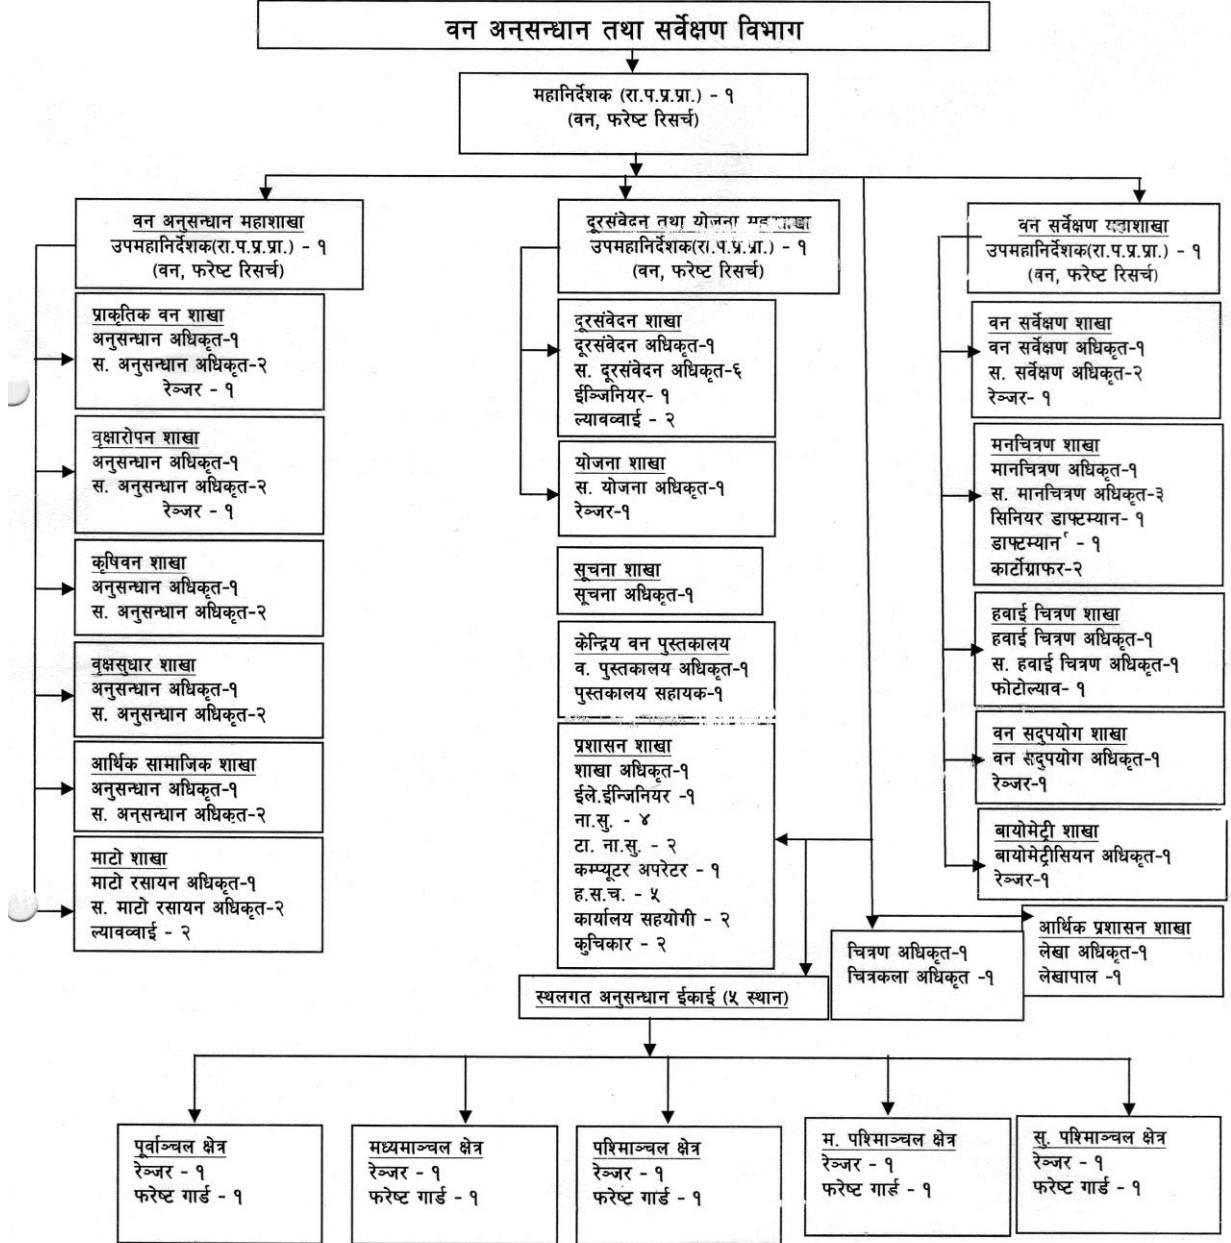 वन अनुसन्धान तथा सर्वेक्षण विभाग
महानिर्देशक (रा.प.प्र.प्रा.) - १
(वन, फरेष्ट रिसर्च)
वन अनुसन्धान महाशाखा
उपमहानिर्देशक(रा.प.प्र.प्रा.) - १
(वन, फरेष्ट रिसर्च)
प्राकृतिक वन शाखा
अनुसन्धान अधिकृत-१
स. अनुसन्धान अधिकृत-२
रेञ्जर - १
वृक्षारोपन शाखा
अनुसन्धान अधिकृत-१
स. अनुसन्धान अधिकृत-२
रेञ्जर - १
कृषिवन शाखा
अनुसन्धान अधिकृत-१
स. अनुसन्धान अधिकृत-२
वृक्षसुधार शाखा
अनुसन्धान अधिकृत-१
स. अनुसन्धान अधिकृत-२
आर्थिक सामाजिक शाखा
अनुसन्धान अधिकृत-१
स. अनुसन्धान अधिकृत-२
माटो शाखा
माटो रसायन अधिकृत-१
स. माटो रसायन अधिकृत-२
ल्यावव्वाई - २
दूरसंवेदन तथा योजना महाशाखा
उपमहानिर्देशक(रा.प.प्र.प्रा.) - १
(वन, फरेष्ट रिसर्च)
दूरसंवेदन शाखा
दूरसंवेदन अधिकृत-१
स. दूरसंवेदन अधिकृत-६
ईञ्जिनियर- १
ल्यावव्वाई - २
योजना शाखा
स. योजना अधिकृत-१
रेञ्जर-१
सूचना शाखा
सूचना अधिकृत-१
केन्द्रिय वन पुस्तकालय
व. पुस्तकालय अधिकृत-१
पुस्तकालय सहायक-१
प्रशासन शाखा
शाखा अधिकृत-१
ईले.ईन्जिनियर -१
ना.सु. - ४
टा. ना.सु. - २
कम्प्यूटर अपरेटर - १
ह.स.च. - ५
कार्यालय सहयोगी - २
कुचिकार - २
वन सर्वेक्षण महाशाखा
उपमहानिर्देशक(रा.प.प्र.प्रा.) - १
(वन, फरेष्ट रिसर्च)
वन सर्वेक्षण शाखा
वन सर्वेक्षण अधिकृत-१
स. सर्वेक्षण अधिकृत-२
रेञ्जर- १
मनचित्रण शाखा
मानचित्रण अधिकृत-१
स. मानचित्रण अधिकृत-३
सिनियर डाफ्टम्यान- १
डाफ्टम्यान - १
कार्टोग्राफर-२
हवाई चित्रण शाखा
हवाई चित्रण अधिकृत-१
स. हवाई चित्रण अधिकृत-१
फोटोल्याव- १
वन सदुपयोग शाखा
वन सदुपयोग अधिकृत-१
रेञ्जर-१
बायोमेट्री शाखा
बायोमेट्रीसियन अधिकृत-१
रेञ्जर-१
आर्थिक प्रशासन शाखा
लेखा अधिकृत-१
लेखापाल -१
चित्रण अधिकृत-१
चित्रकला अधिकृत -१
स्थलगत अनुसन्धान ईकाई (५ स्थान)
पूर्वाञ्चल क्षेत्र
रेञ्जर - १
फरेष्ट गार्ड - १
मध्यमाञ्चल क्षेत्र
रेञ्जर - १
फरेष्ट गार्ड - १
पश्मिाञ्चल क्षेत्र
रेञ्जर - १
फरेष्ट गार्ड - १
म. पश्मिाञ्चल क्षेत्र
रेञ्जर - १
फरेष्ट गार्ड - १
सु. पश्मिाञ्चल क्षेत्र
रेञ्जर - १
फरेष्ट गार्ड - १